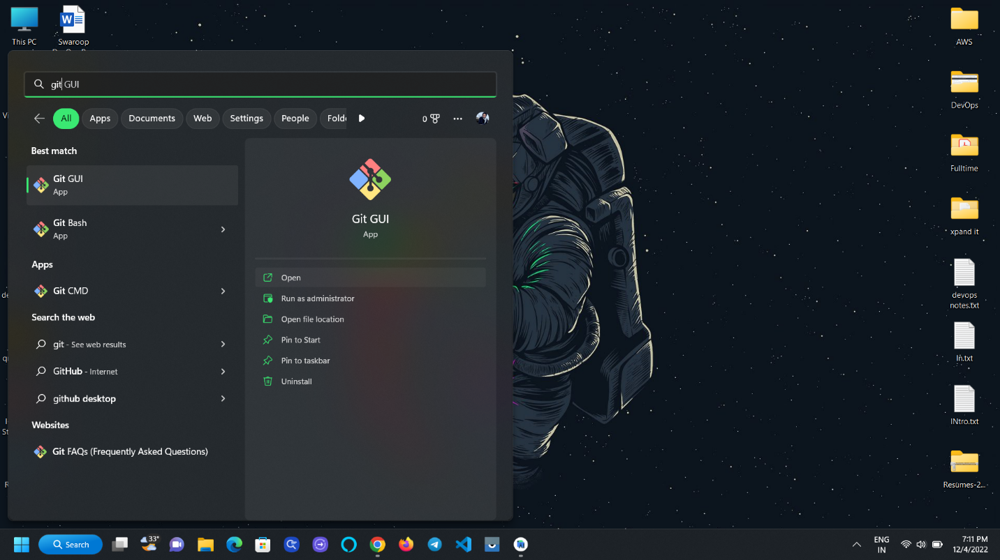 This PC
Swaroop
git GUI
All
Apps
Documents
Web
Settings
People
Folde
0
Best match
Git GUI
App
Git Bash
App
Apps
Git CMD
Search the web
git - See web results
GitHub - Internet
github desktop
Websites
Git FAQs (Frequently Asked Questions)
Git GUI
App
Open
Run as administrator
Open file location
Pin to Start
Pin to taskbar
Uninstall
AWS
DevOps
Fulltime
xpand it
devops
notes.txt
In.txt
INtro.txt
Resumes-2...
Search
33°
ENG
IN
7:11 PM
12/4/2022